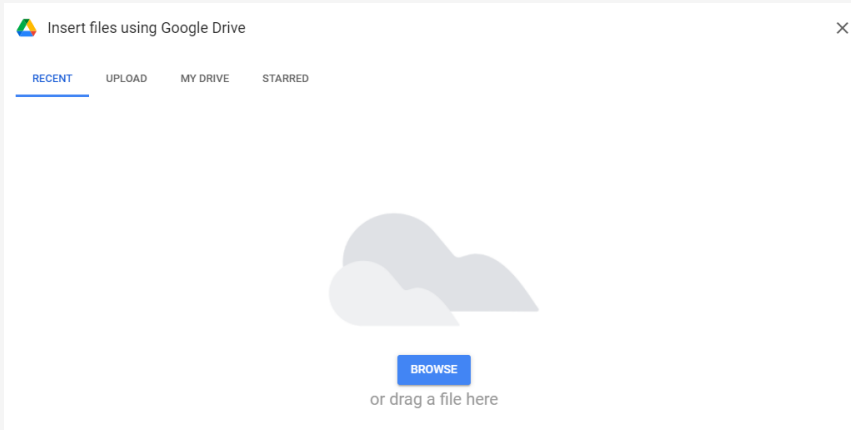 Insert files using Google Drive
RECENT UPLOAD MY DRIVE STARRED
BROWSE
or drag a file here